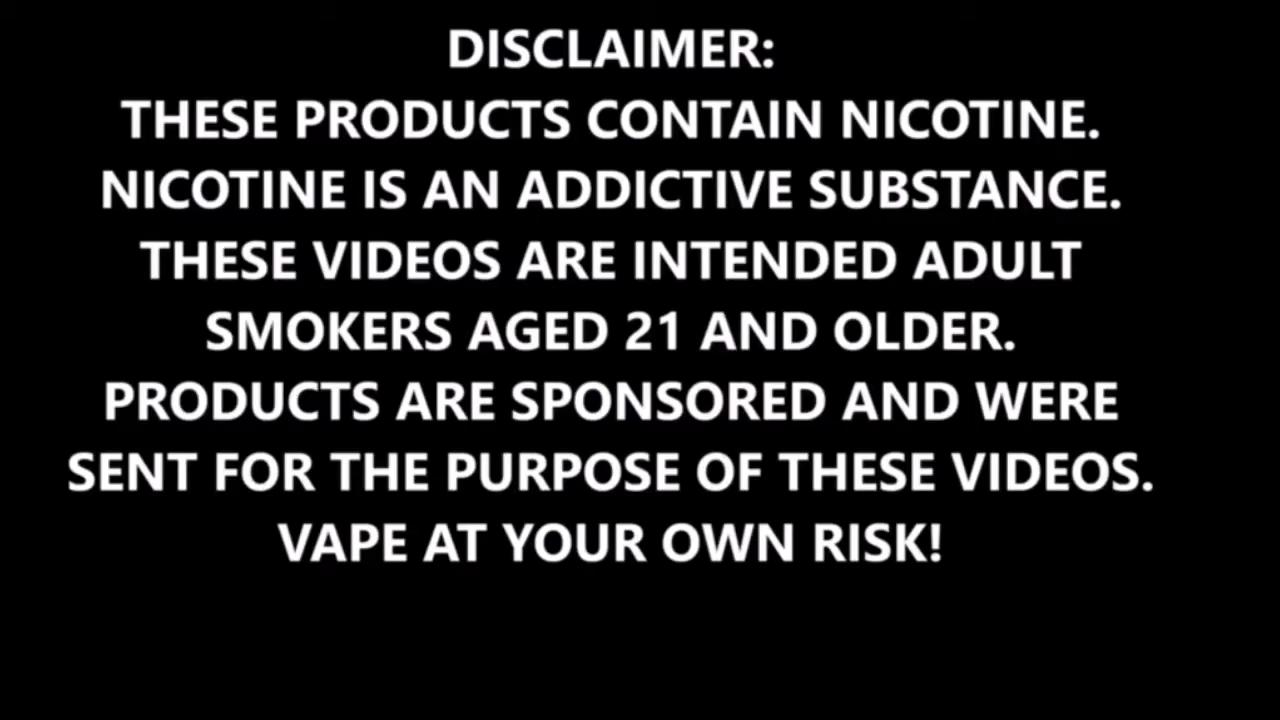 DISCLAIMER:
THESE PRODUCTS CONTAIN NICOTINE.
NICOTINE IS AN ADDICTIVE SUBSTANCE.
THESE VIDEOS ARE INTENDED ADULT
SMOKERS AGED 21 AND OLDER.
PRODUCTS ARE SPONSORED AND WERE
SENT FOR THE PURPOSE OF THESE VIDEOS.
VAPE AT YOUR OWN RISK!